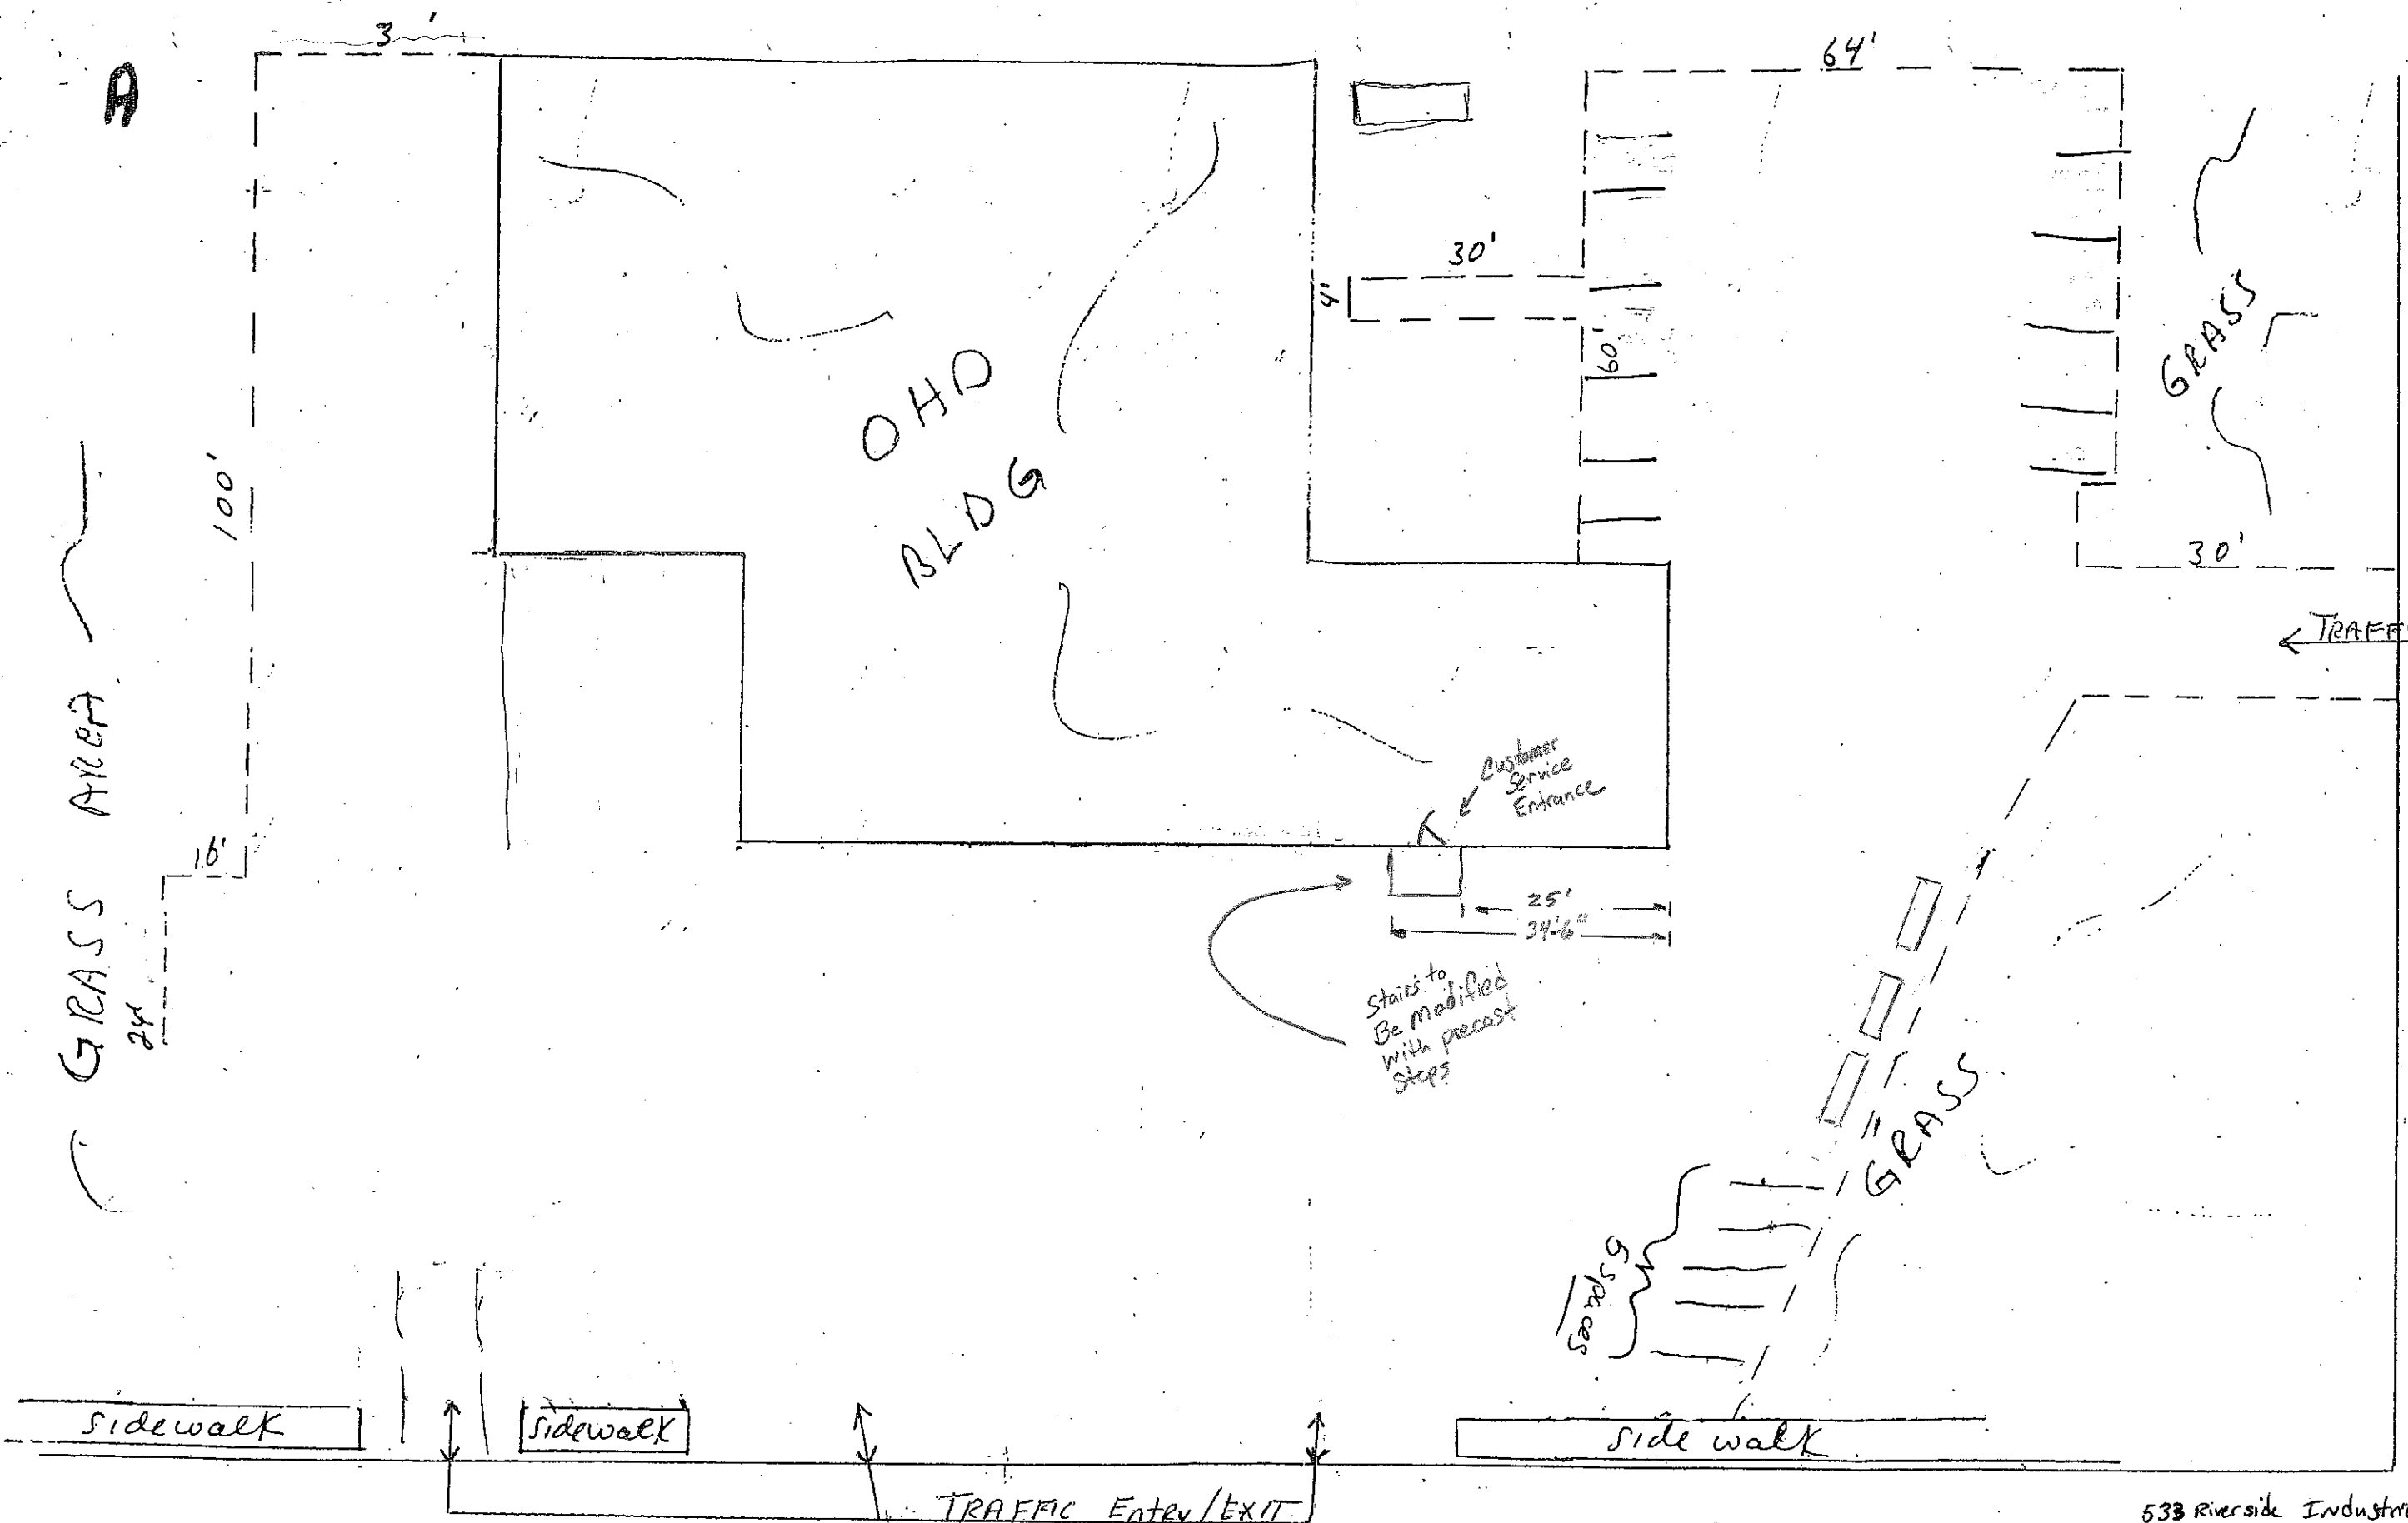 3'
64'
A
30'
4'
60'
OHD
BLDG
GRASS
100'
30'
TRAFF
Customer
Service
Entrance
16'
25'
34'-6"
GRASS AREA
24'
Stairs to
Be modified
with precast
steps
GRASS
6 spaces
sidewalk
sidewalk
side walk
TRAFFIC Entry/EXIT
533 Riverside Industri